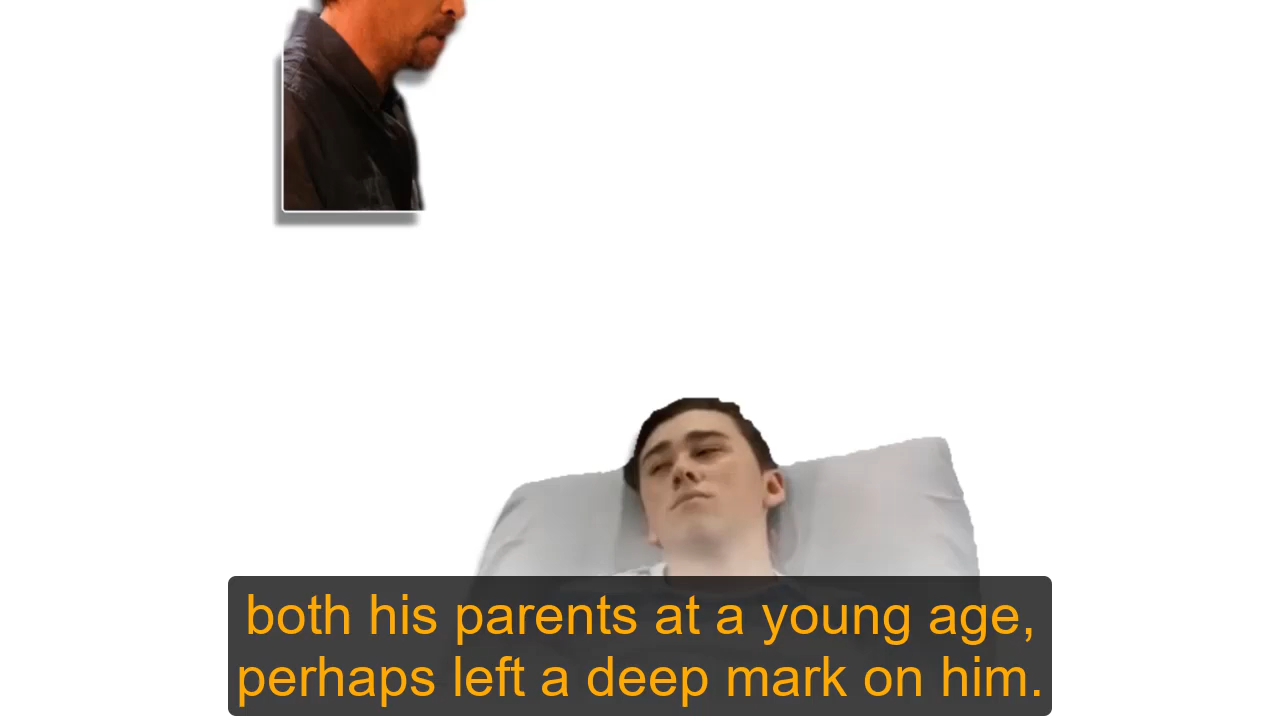 both his parents at a young age,
perhaps left a deep mark on him.